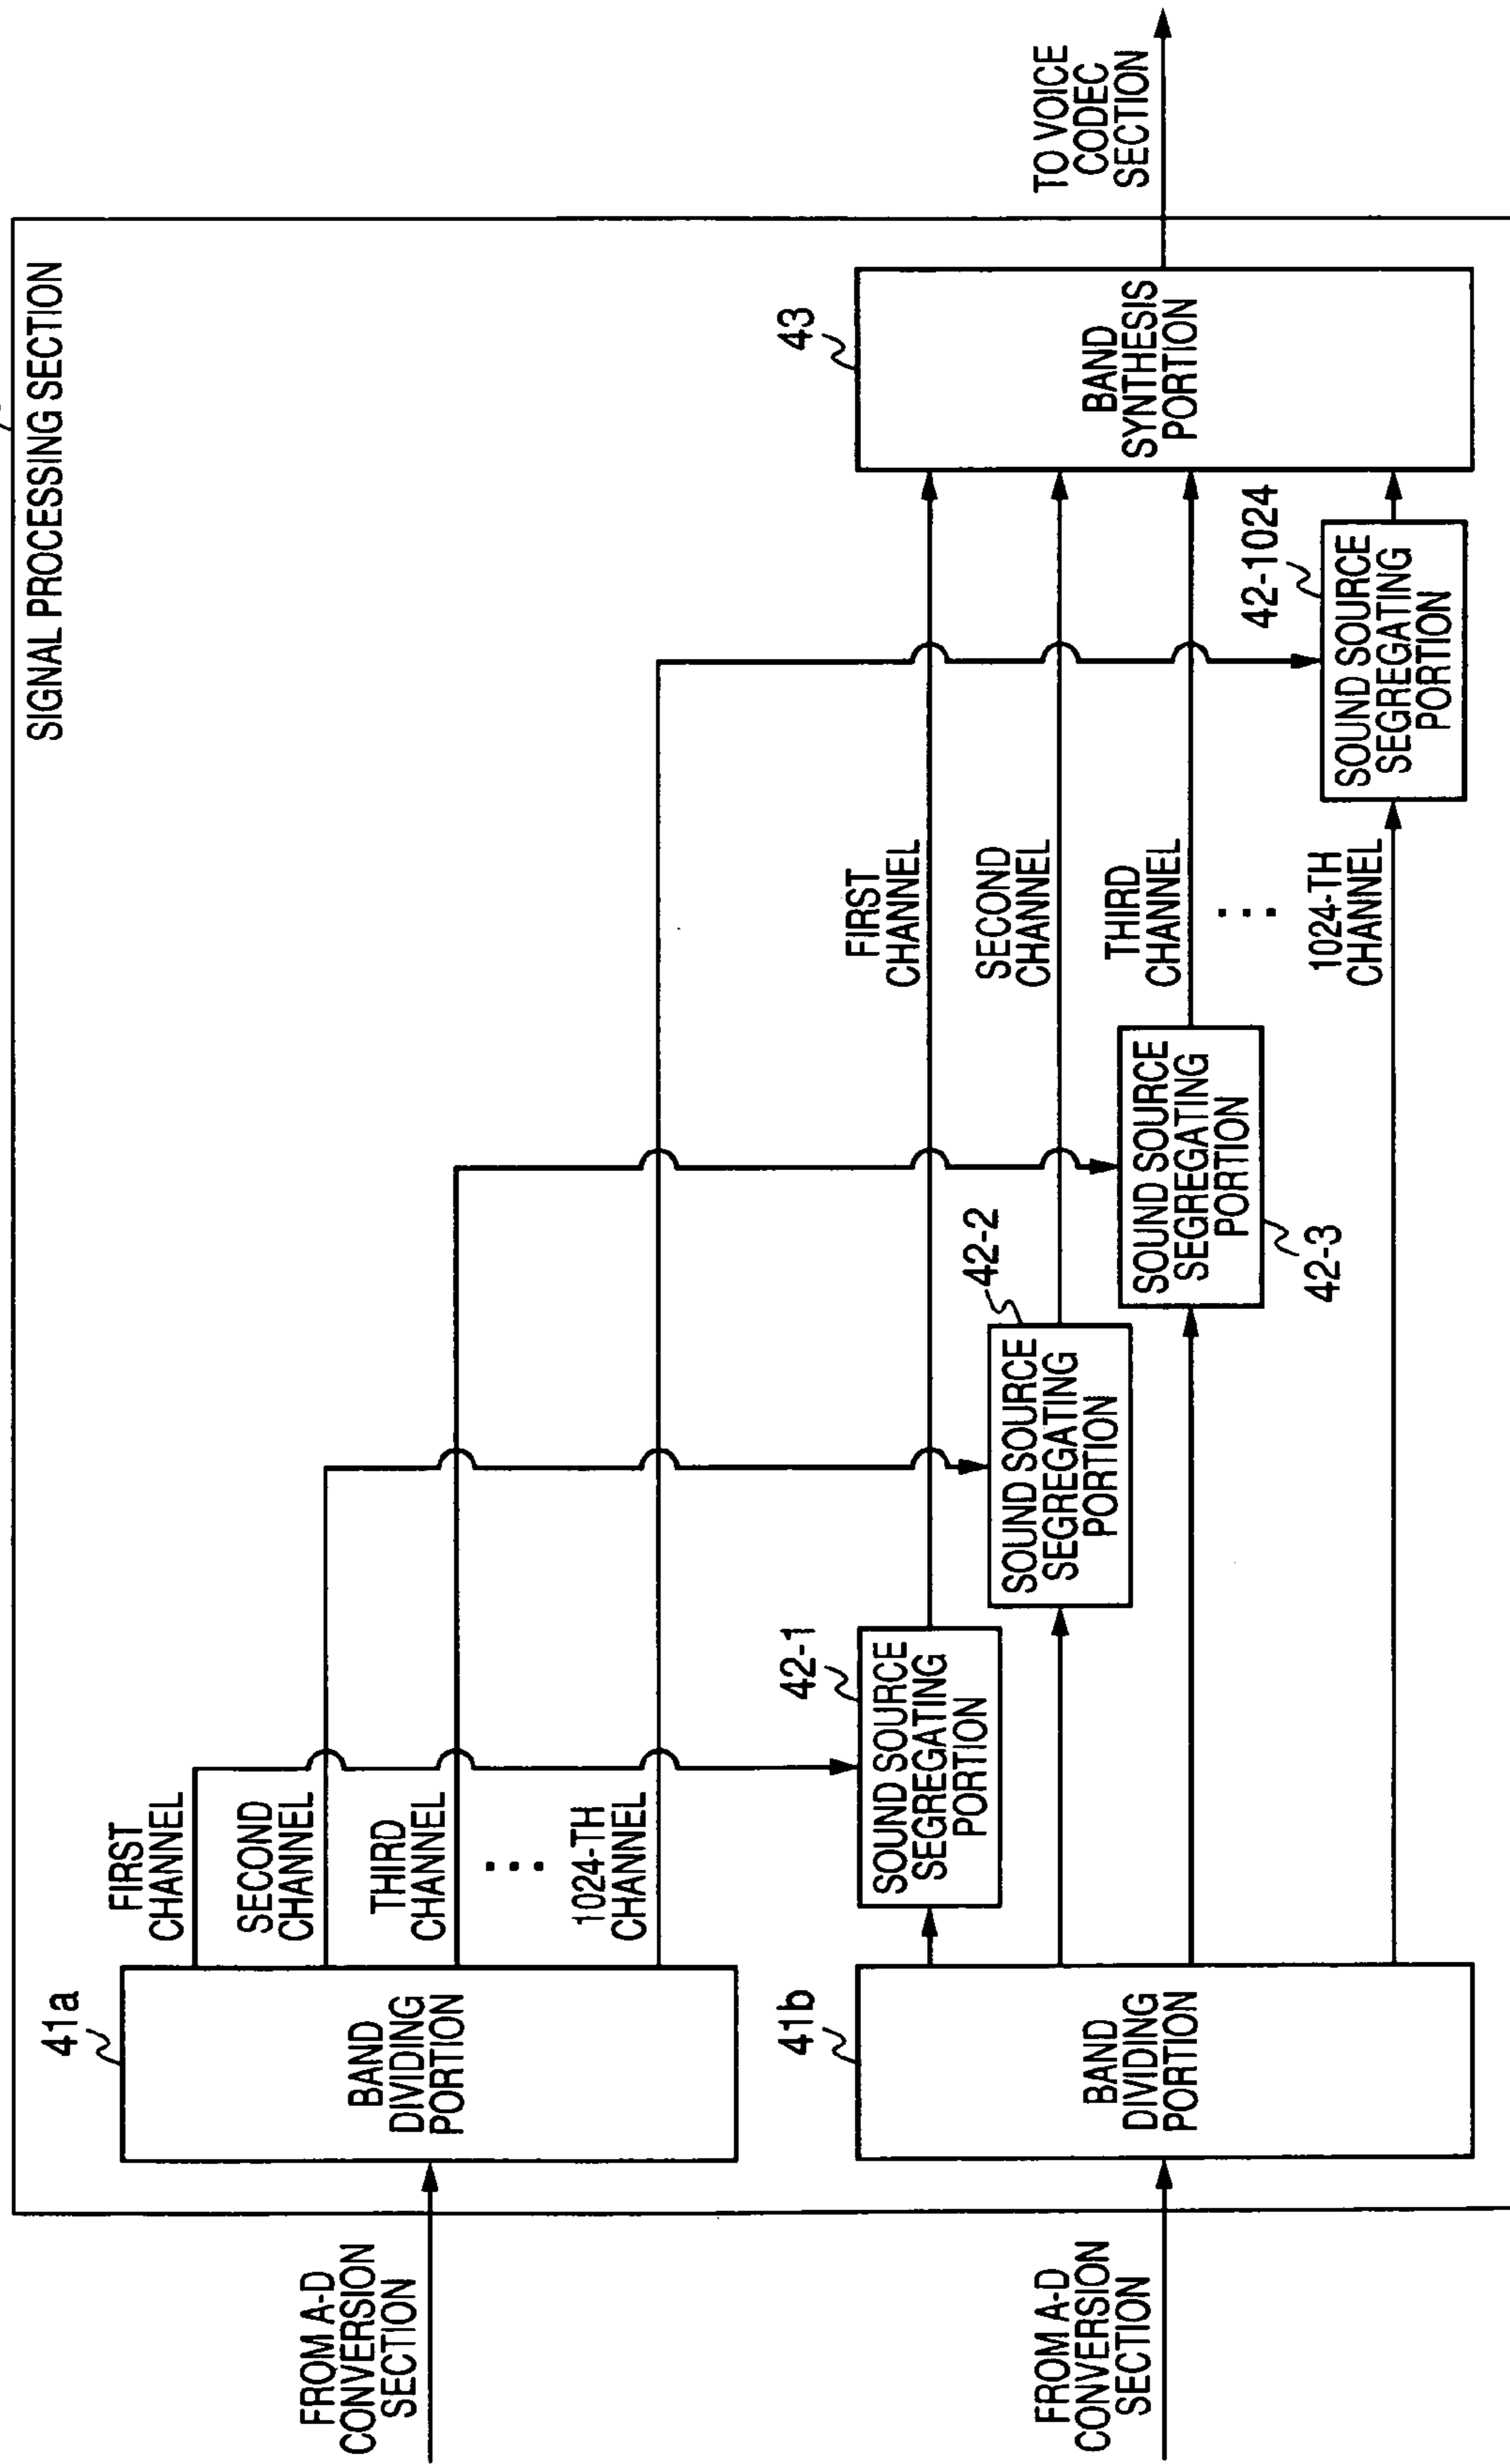 SIGNAL PROCESSING SECTION
FROM A-D
CONVERSION
SECTION
41a
BAND
DIVIDING
PORTION
FIRST
CHANNEL
SECOND
CHANNEL
THIRD
CHANNEL
...
1024-TH
CHANNEL
FROM A-D
CONVERSION
SECTION
41b
BAND
DIVIDING
PORTION
42-1
SOUND SOURCE
SEGREGATING
PORTION
42-2
SOUND SOURCE
SEGREGATING
PORTION
SOUND SOURCE
SEGREGATING
PORTION
42-3
FIRST
CHANNEL
SECOND
CHANNEL
THIRD
CHANNEL
...
1024-TH
CHANNEL
42-1024
SOUND SOURCE
SEGREGATING
PORTION
43
BAND
SYNTHESIS
PORTION
TO VOICE
CODEC
SECTION